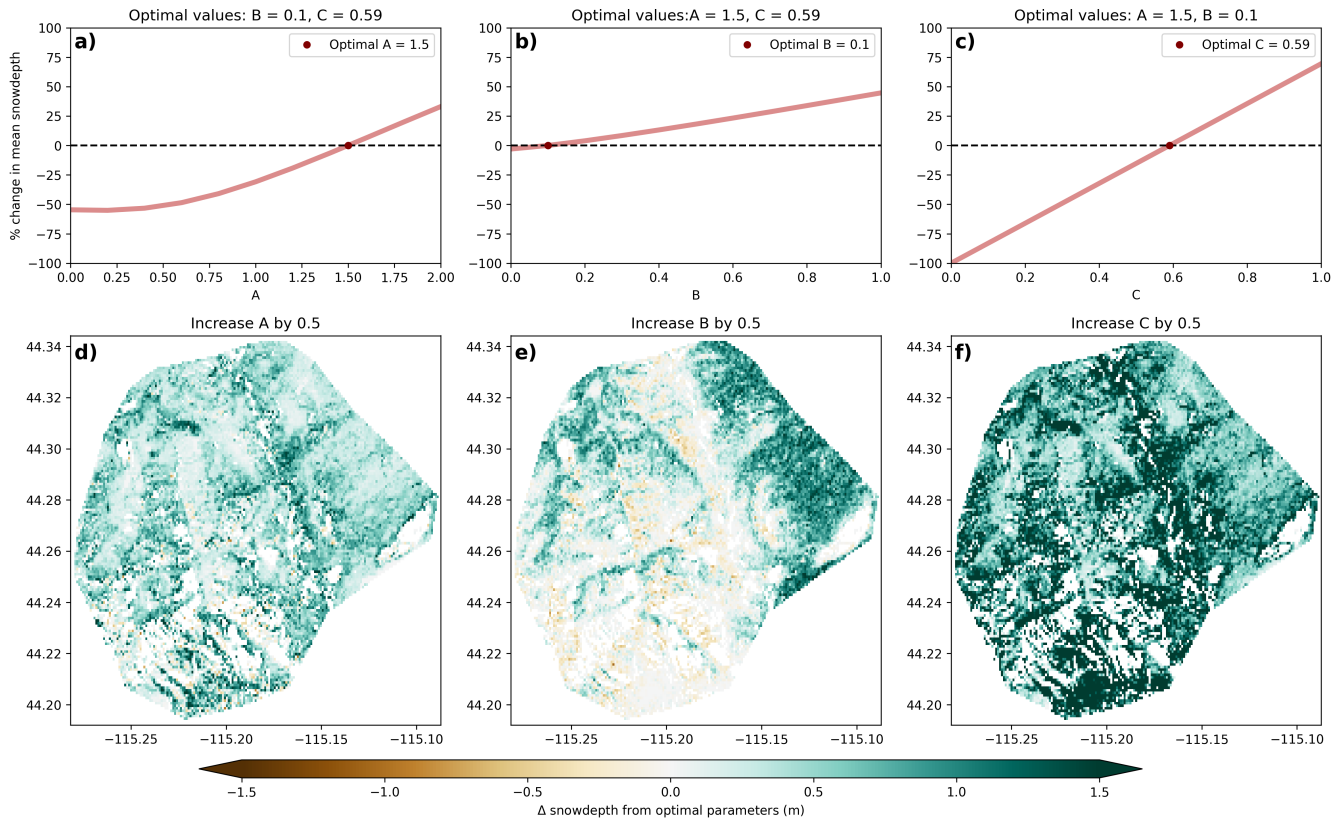 Optimal values: B = 0.1, C = 0.59
a)
Optimal A = 1.5
% change in mean snowdepth
100
75
50
25
0
−25
−50
−75
−100
0.00 0.25 0.50 0.75 1.00 1.25 1.50 1.75 2.00
A
Optimal values:A = 1.5, C = 0.59
b)
Optimal B = 0.1
100
75
50
25
0
−25
−50
−75
−100
0.0 0.2 0.4 0.6 0.8 1.0
B
Optimal values: A = 1.5, B = 0.1
c)
Optimal C = 0.59
100
75
50
25
0
−25
−50
−75
−100
0.0 0.2 0.4 0.6 0.8 1.0
C
Increase A by 0.5
d)
44.34
44.32
44.30
44.28
44.26
44.24
44.22
44.20
−115.25 −115.20 −115.15 −115.10
Increase B by 0.5
e)
44.34
44.32
44.30
44.28
44.26
44.24
44.22
44.20
−115.25 −115.20 −115.15 −115.10
Increase C by 0.5
f)
44.34
44.32
44.30
44.28
44.26
44.24
44.22
44.20
−115.25 −115.20 −115.15 −115.10
−1.5 −1.0 −0.5 0.0 0.5 1.0 1.5
Δ snowdepth from optimal parameters (m)